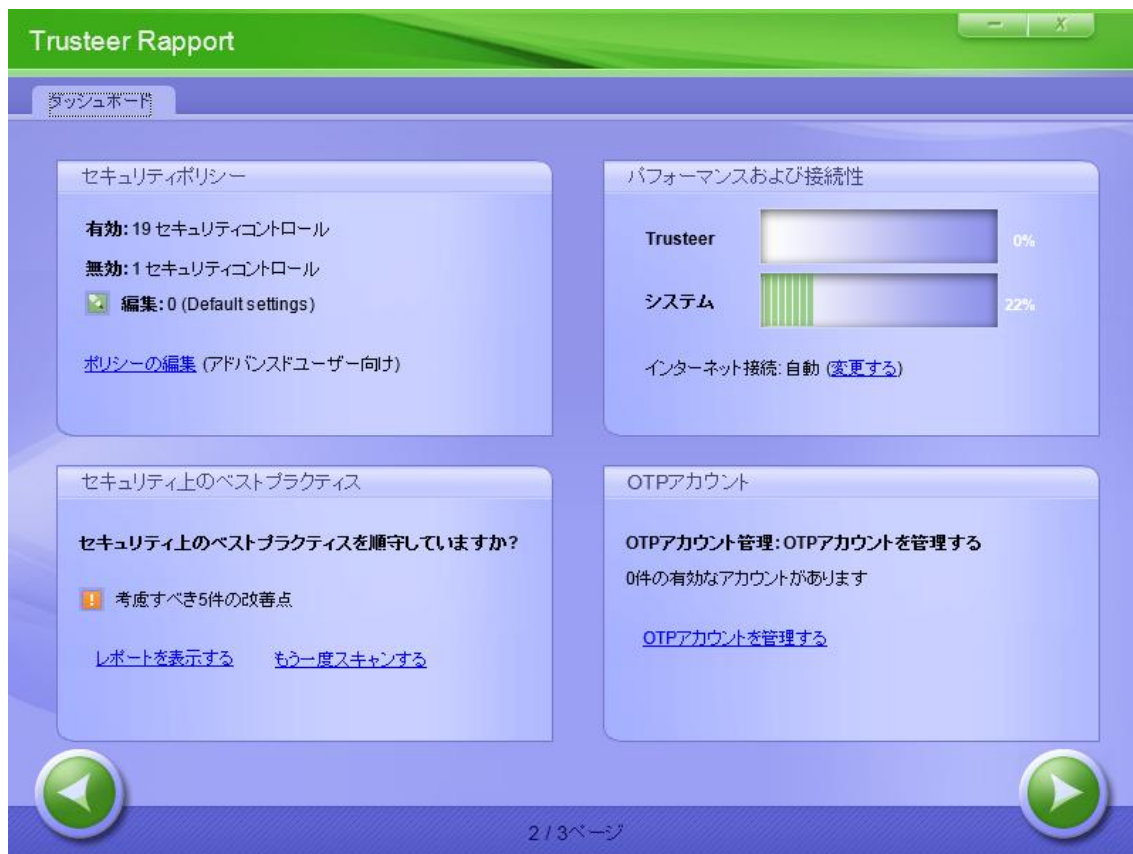 Trusteer Rapport
ダッシュボード
セキュリティポリシー
有効: 19 セキュリティコントロール
無効: 1 セキュリティコントロール
編集: 0 (Default settings)
ポリシーの編集 (アドバンスドユーザー向け)
パフォーマンスおよび接続性
Trusteer 0%
システム 22%
インターネット接続: 自動 (変更する)
セキュリティ上のベストプラクティス
セキュリティ上のベストプラクティスを順守していますか?
考慮すべき5件の改善点
レポートを表示する もう一度スキャンする
OTPアカウント
OTPアカウント管理: OTPアカウントを管理する
0件の有効なアカウントがあります
OTPアカウントを管理する
2 / 3ページ